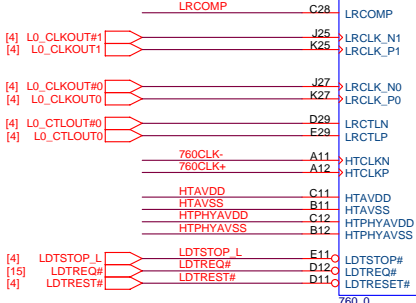 LRCOMP C28 LRCOMP
[4] L0_CLKOUT#1 J25 LRCLK_N1
[4] L0_CLKOUT1 K25 LRCLK_P1
[4] L0_CLKOUT#0 J27 LRCLK_N0
[4] L0_CLKOUT0 K27 LRCLK_P0
[4] L0_CTLOUT#0 D29 LRCTLN
[4] L0_CTLOUT0 E29 LRCTLP
760CLK- A11 HTCLKN
760CLK+ A12 HTCLKP
HTAVDD C11 HTAVDD
HTAVSS B11 HTAVSS
HTPHYAVDD C12 HTPHYAVDD
HTPHYAVSS B12 HTPHYAVSS
[4] LDTSTOP_L LDTSTOP_L E11 LDTSTOP#
[15] LDTREQ# LDTREQ# D12 LDTREQ#
[4] LDTREST# LDTREST# D11 LDTRESET#
760_0